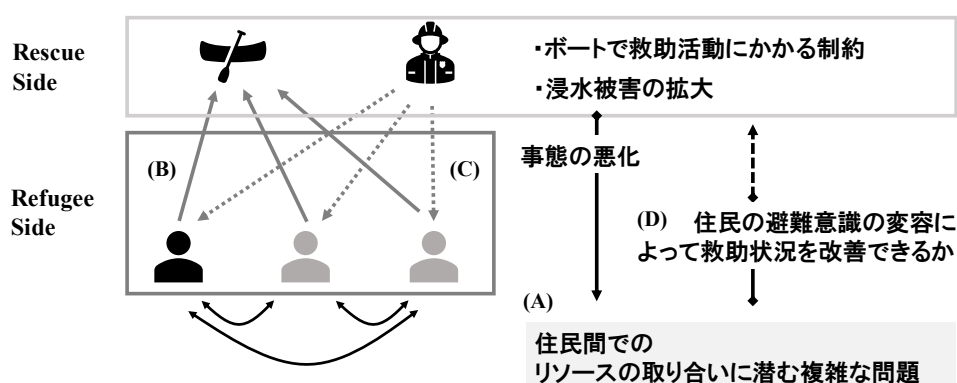 Rescue
Side
・ボートで救助活動にかかる制約
・浸水被害の拡大
(B)
(C)
事態の悪化
Refugee
Side
(D) 住民の避難意識の変容に
よって救助状況を改善できるか
(A)
住民間での
リソースの取り合いに潜む複雑な問題